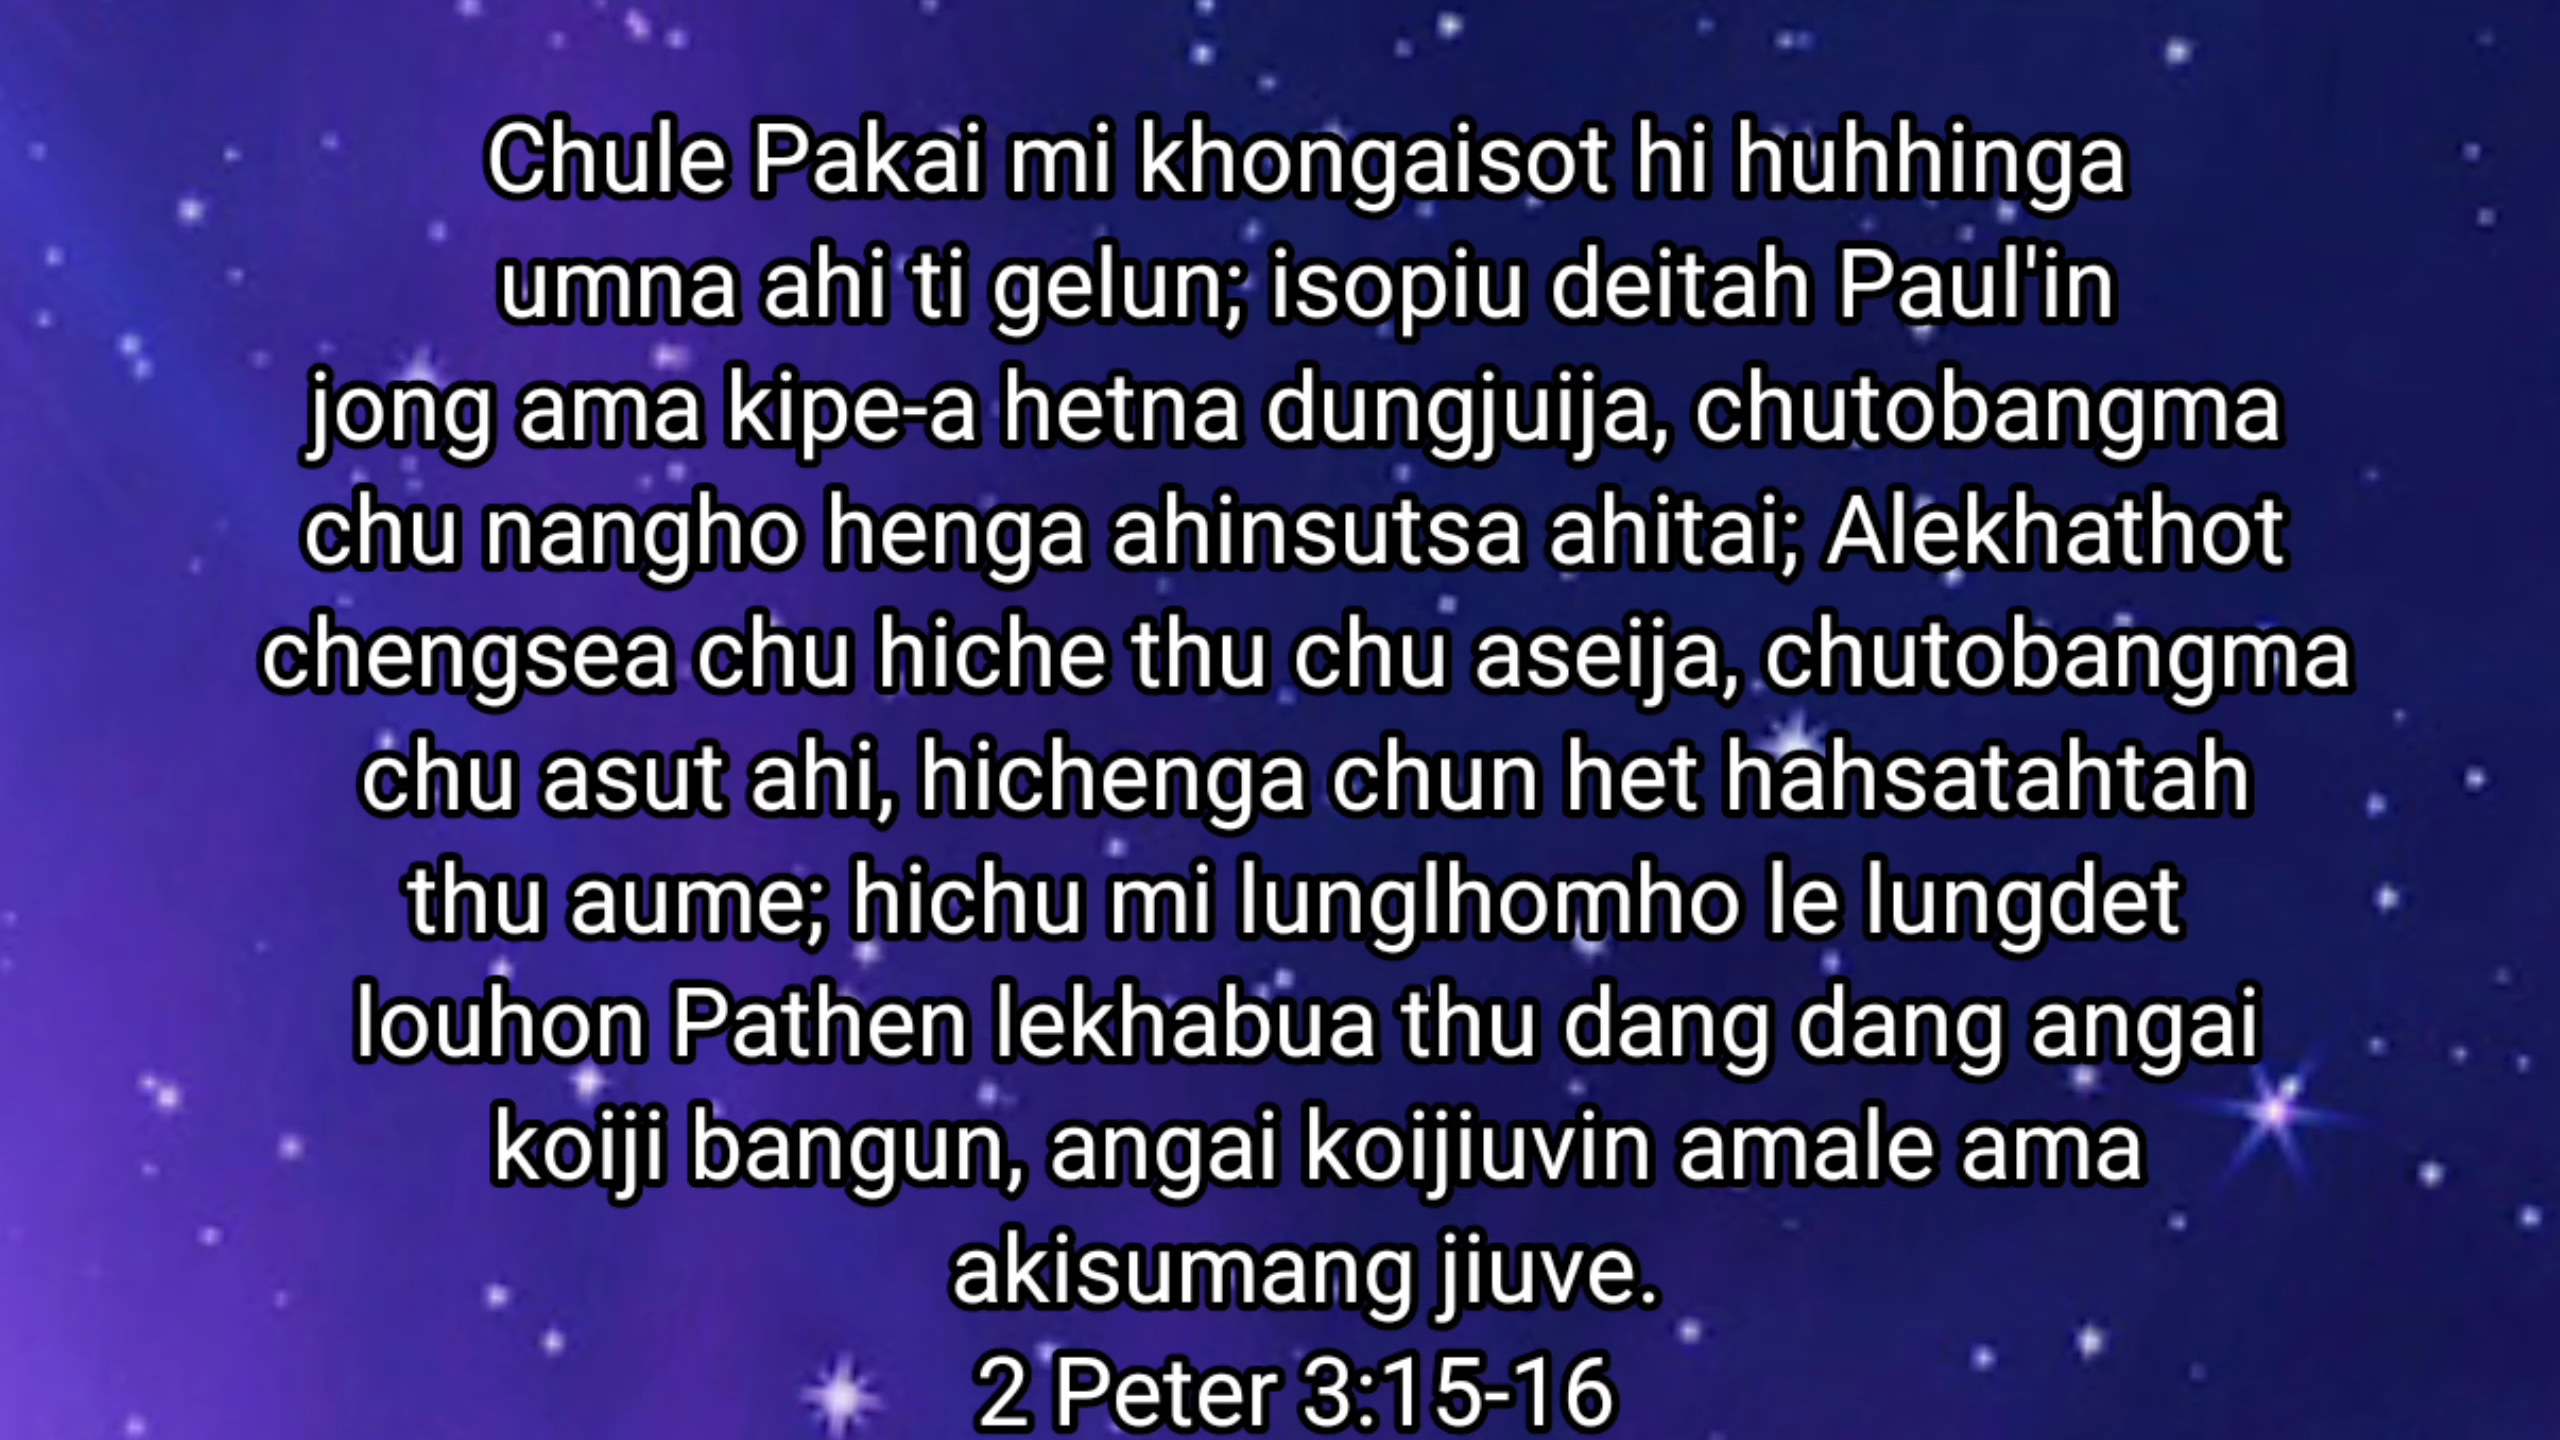 Chule Pakai mi khongaisot hi huhhinga
umna ahi ti gelun; isopiu deitah Paul'in
jong ama kipe-a hetna dungjuija, chutobangma
chu nangho henga ahinsutsa ahitai; Alekhathot
chengsea chu hiche thu chu aseija, chutobangma
chu asut ahi, hichenga chun het hahsatahtah
thu aume; hichu mi lunglhomho le lungdet
louhon Pathen lekhabua thu dang dang angai
koiji bangun, angai koijiuvin amale ama
akisumang jiuve.
2 Peter 3:15-16